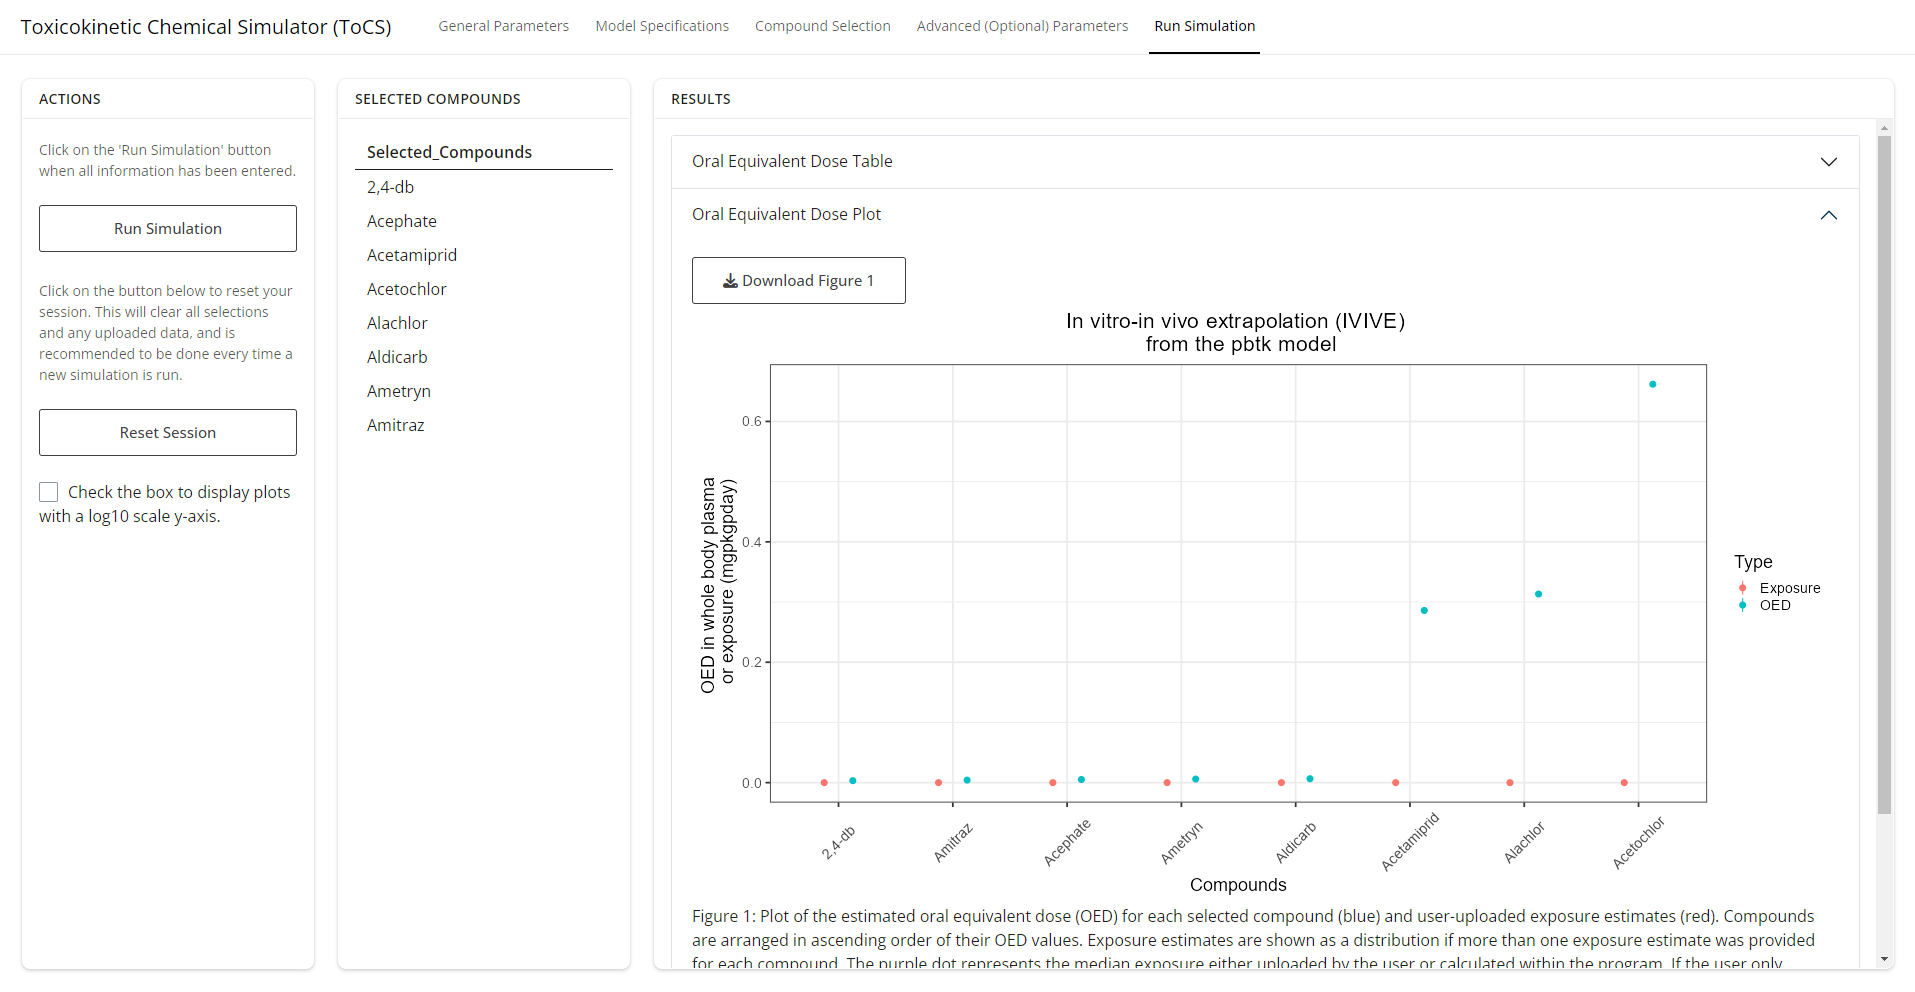 Toxicokinetic Chemical Simulator (ToCS)
General Parameters
Model Specifications
Compound Selection
Advanced (Optional) Parameters
Run Simulation
ACTIONS
Click on the 'Run Simulation' button
when all information has been entered.
Run Simulation
Click on the button below to reset your
session. This will clear all selections
and any uploaded data, and is
recommended to be done every time a
new simulation is run.
Reset Session
Check the box to display plots
with a log10 scale y-axis.
SELECTED COMPOUNDS
Selected_Compounds
2,4-db
Acephate
Acetamiprid
Acetochlor
Alachlor
Aldicarb
Ametryn
Amitraz
RESULTS
Oral Equivalent Dose Table
Oral Equivalent Dose Plot
Download Figure 1
In vitro-in vivo extrapolation (IVIVE)
from the pbtk model
OED in whole body plasma
or exposure (mgpkgpday)
0.6
0.4
0.2
0.0
2,4-db
Amitraz
Acephate
Ametryn
Aldicarb
Acetamiprid
Alachlor
Acetochlor
Compounds
Type
Exposure
OED
Figure 1: Plot of the estimated oral equivalent dose (OED) for each selected compound (blue) and user-uploaded exposure estimates (red). Compounds
are arranged in ascending order of their OED values. Exposure estimates are shown as a distribution if more than one exposure estimate was provided
for each compound. The purple dot represents the median exposure either uploaded by the user or calculated within the program. If the user only